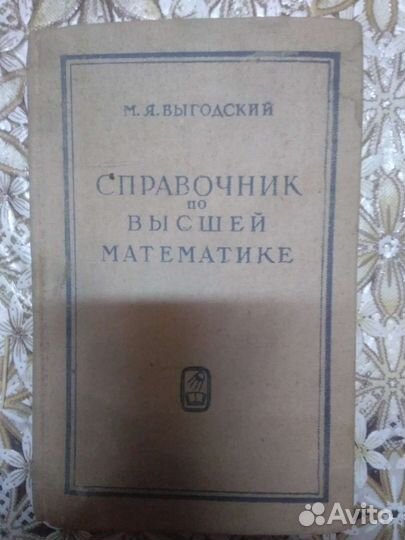 М.Я.ВЫГОДСКИЙ
СПРАВОЧНИК
ПО
ВЫСШЕЙ
МАТЕМАТИКЕ
Avito